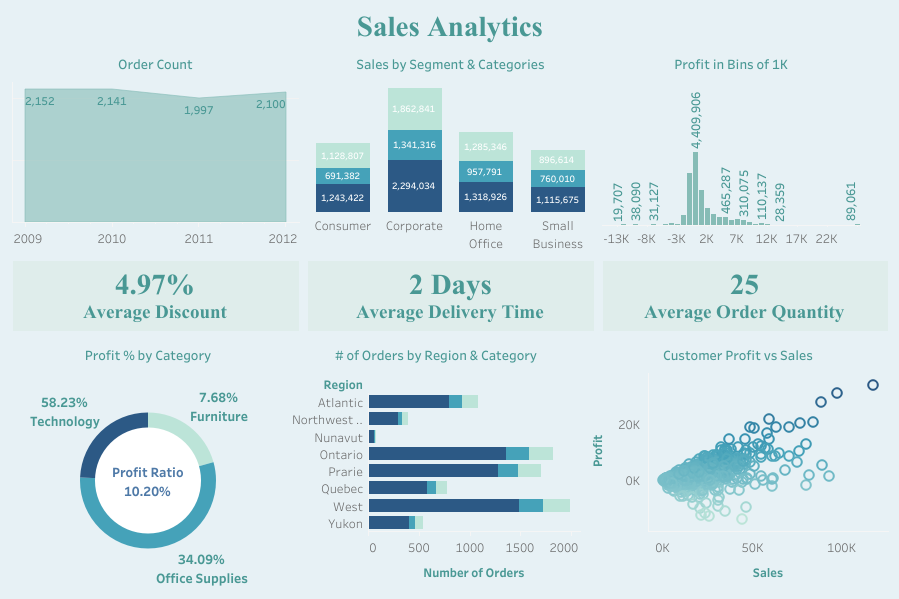 Sales Analytics
Order Count
2,152
2,141
1,997
2,100
2009
2010
2011
2012
Sales by Segment & Categories
1,128,807
691,382
1,243,422
1,862,841
1,341,316
2,294,034
1,285,346
957,791
1,318,926
896,614
760,010
1,115,675
Consumer
Corporate
Home
Office
Small
Business
Profit in Bins of 1K
19,707
38,090
31,127
4,409,906
465,287
310,075
110,137
28,359
89,061
-13K
-8K
-3K
2K
7K
12K
17K
22K
4.97%
Average Discount
2 Days
Average Delivery Time
25
Average Order Quantity
Profit % by Category
58.23%
Technology
7.68%
Furniture
Profit Ratio
10.20%
34.09%
Office Supplies
# of Orders by Region & Category
Region
Atlantic
Northwest ..
Nunavut
Ontario
Prarie
Quebec
West
Yukon
0
500
1000
1500
2000
Number of Orders
Customer Profit vs Sales
Profit
20K
0K
0K
50K
100K
Sales